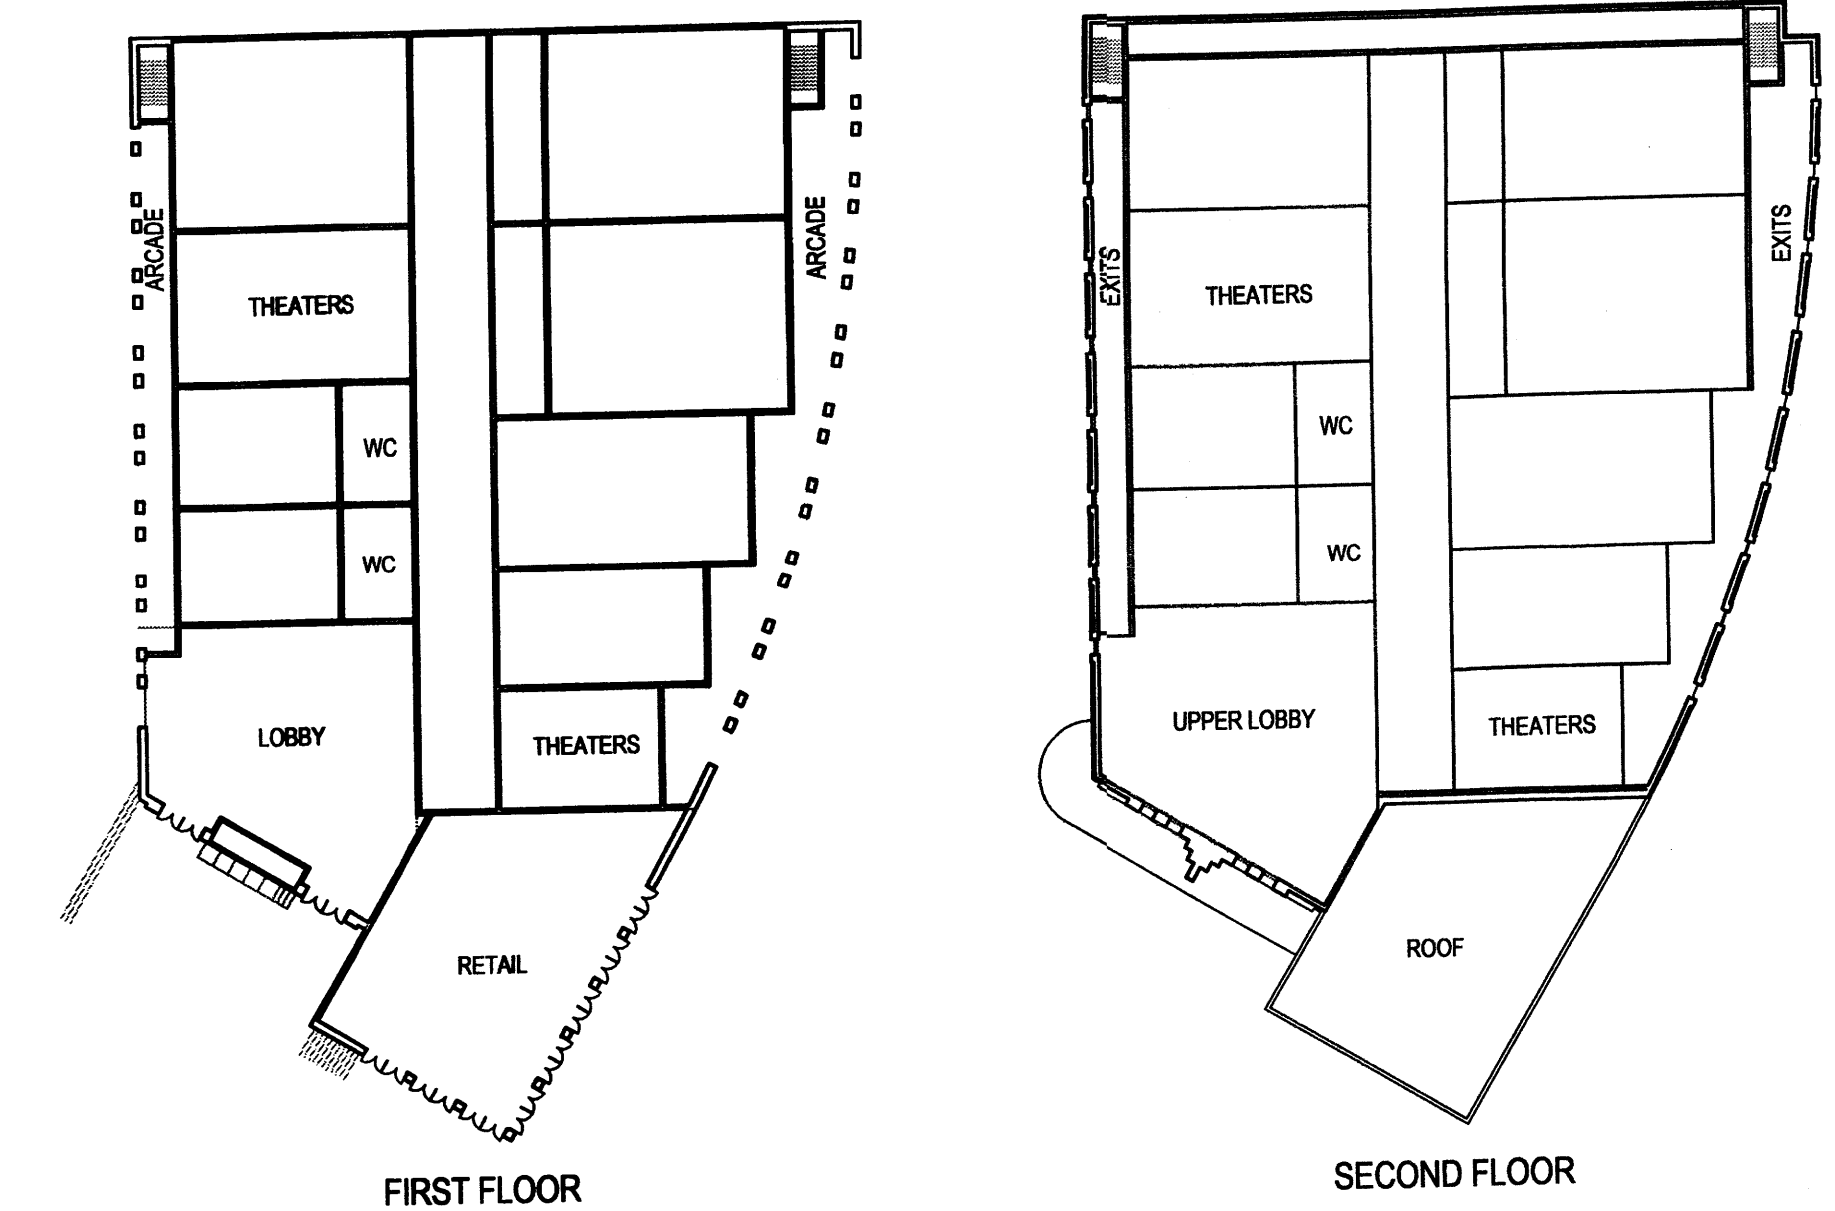 ARCADE
ARCADE
THEATERS
WC
WC
LOBBY
THEATERS
RETAIL
FIRST FLOOR
EXITS
EXITS
THEATERS
WC
WC
UPPER LOBBY
THEATERS
ROOF
SECOND FLOOR